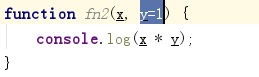 function fn2(x, y=1) {
    console.log(x * y);
}